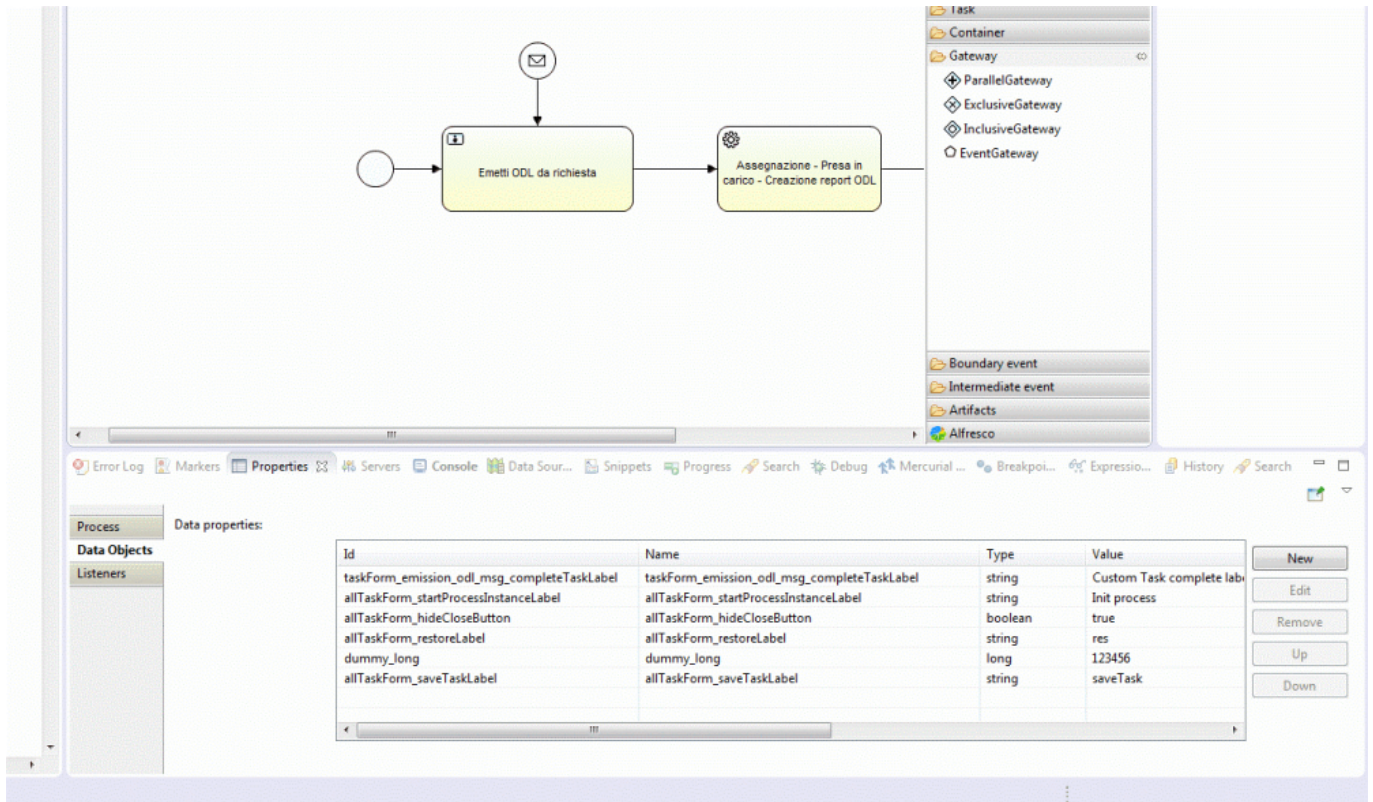 Task
Container
Gateway
ParallelGateway
ExclusiveGateway
InclusiveGateway
EventGateway
Emetti ODL da richiesta
Assegnazione - Presa in
carico - Creazione report ODL
Boundary event
Intermediate event
Artifacts
Alfresco
Error Log Markers Properties Servers Console Data Sour... Snippets Progress Search Debug Mercurial ... Breakpoi... Expressio... History Search
Process
Data Objects
Listeners
Data properties:
Id Name Type Value
taskForm_emission_odl_msg_completeTaskLabel taskForm_emission_odl_msg_completeTaskLabel string Custom Task complete lab
allTaskForm_startProcessInstanceLabel allTaskForm_startProcessInstanceLabel string Init process
allTaskForm_hideCloseButton allTaskForm_hideCloseButton boolean true
allTaskForm_restoreLabel allTaskForm_restoreLabel string res
dummy_long dummy_long long 123456
allTaskForm_saveTaskLabel allTaskForm_saveTaskLabel string saveTask
New
Edit
Remove
Up
Down